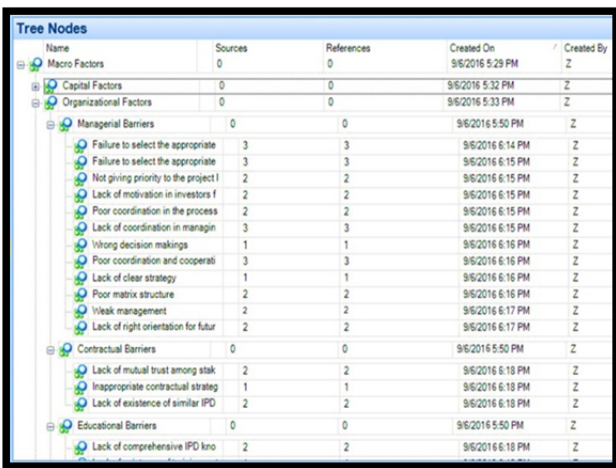 Tree Nodes
Name Sources References Created On / Created By
Macro Factors 0 0 9/6/2016 5:29 PM Z
Capital Factors 0 0 9/6/2016 5:32 PM Z
Organizational Factors 0 0 9/6/2016 5:33 PM Z
Managerial Barriers 0 0 9/6/2016 5:50 PM Z
Failure to select the appropriate 3 3 9/6/2016 6:14 PM Z
Failure to select the appropriate 3 3 9/6/2016 6:15 PM Z
Not giving priority to the project l 2 2 9/6/2016 6:15 PM Z
Lack of motivation in investors f 2 2 9/6/2016 6:15 PM Z
Poor coordination in the process 2 2 9/6/2016 6:15 PM Z
Lack of coordination in managin 3 3 9/6/2016 6:15 PM Z
Wrong decision makings 1 1 9/6/2016 6:16 PM Z
Poor coordination and cooperati 3 3 9/6/2016 6:16 PM Z
Lack of clear strategy 1 1 9/6/2016 6:16 PM Z
Poor matrix structure 2 2 9/6/2016 6:16 PM Z
Weak management 2 2 9/6/2016 6:17 PM Z
Lack of right orientation for futur 2 2 9/6/2016 6:17 PM Z
Contractual Barriers 0 0 9/6/2016 5:50 PM Z
Lack of mutual trust among stak 2 2 9/6/2016 6:18 PM Z
Inappropriate contractual strateg 1 1 9/6/2016 6:18 PM Z
Lack of existence of similar IPD 2 2 9/6/2016 6:18 PM Z
Educational Barriers 0 0 9/6/2016 5:50 PM Z
Lack of comprehensive IPD kno 2 2 9/6/2016 6:18 PM Z